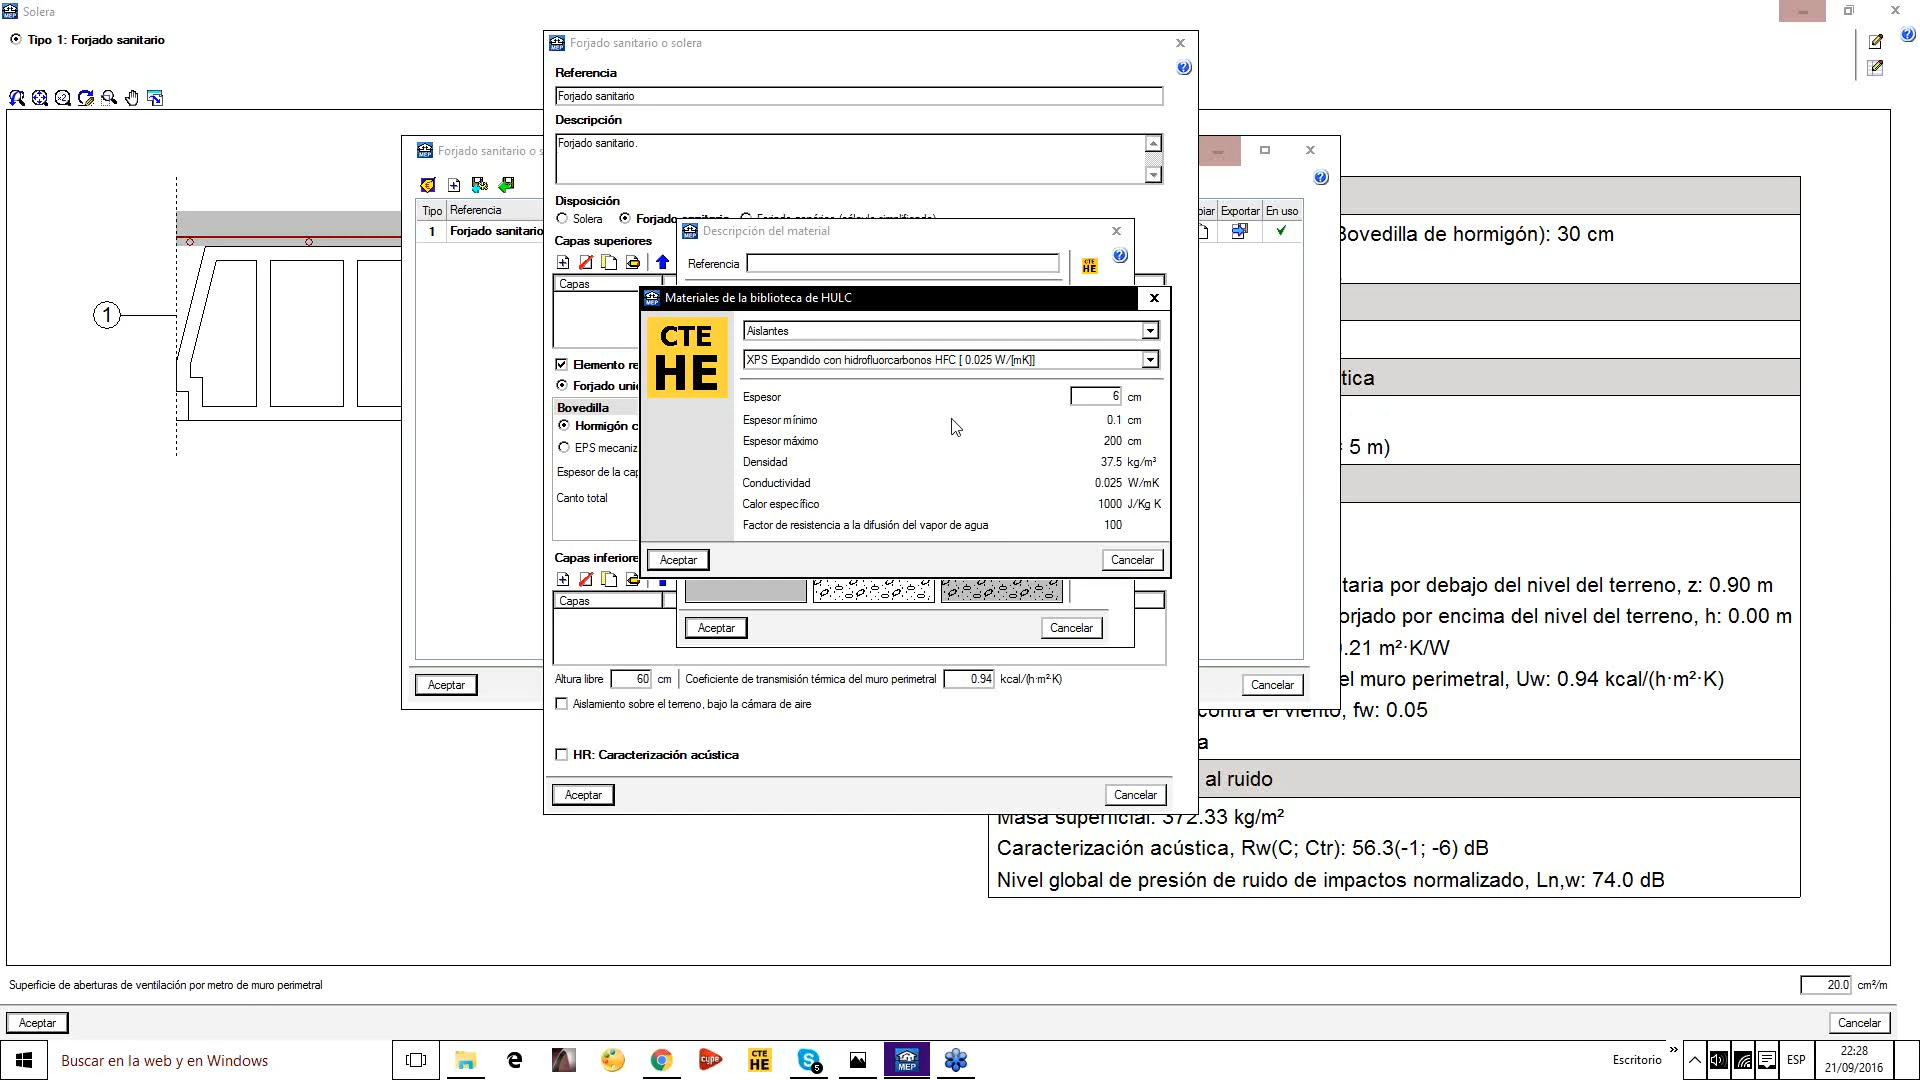 Solera
Tipo 1: Forjado sanitario
1
Forjado sanitario o s
Tipo Referencia
1 Forjado sanitario
Exportar En uso
Aceptar
Cancelar
Forjado sanitario o solera
Referencia
Forjado sanitario
Descripción
Forjado sanitario.
Disposición
Solera
Capas superiores
Capas
Elemento re
Forjado uni
Bovedilla
Hormigón c
EPS mecaniz
Espesor de la cap
Canto total
Capas inferiore
Capas
Altura libre 60 cm Coeficiente de transmisión térmica del muro perimetral 0.94 kcal/(h·m²·K)
Aislamiento sobre el terreno, bajo la cámara de aire
HR: Caracterización acústica
Aceptar Cancelar
Descripción del material
Referencia
CTE HE
Aceptar Cancelar
Materiales de la biblioteca de HULC
CTE
HE
Aislantes
XPS Expandido con hidrofluorcarbonos HFC [ 0.025 W/[mK]]
Espesor 6 cm
Espesor mínimo 0.1 cm
Espesor máximo 200 cm
Densidad 37.5 kg/m³
Conductividad 0.025 W/mK
Calor específico 1000 J/Kg K
Factor de resistencia a la difusión del vapor de agua 100
Aceptar Cancelar
Bovedilla de hormigón): 30 cm
tica
5 m)
taria por debajo del nivel del terreno, z: 0.90 m
orjado por encima del nivel del terreno, h: 0.00 m
.21 m²·K/W
el muro perimetral, Uw: 0.94 kcal/(h·m²·K)
contra el viento, fw: 0.05
a
al ruido
Masa superficial: 372.33 kg/m²
Caracterización acústica, Rw(C; Ctr): 56.3(-1; -6) dB
Nivel global de presión de ruido de impactos normalizado, Ln,w: 74.0 dB
Superficie de aberturas de ventilación por metro de muro perimetral 20.0 cm²/m
Aceptar Cancelar
Buscar en la web y en Windows
cype
CTE HE
S 5
MEP
Escritorio
ESP
22:28
21/09/2016